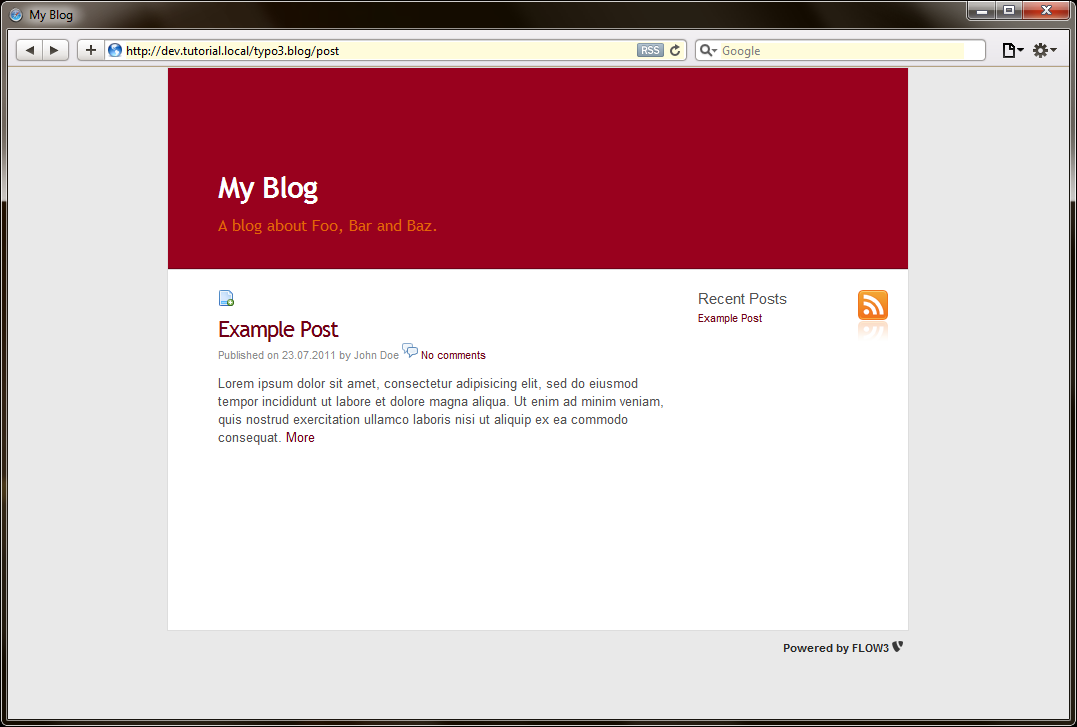 My Blog
http://dev.tutorial.local/typo3.blog/post
RSS
Google
My Blog
A blog about Foo, Bar and Baz.
Example Post
Published on 23.07.2011 by John Doe No comments
Lorem ipsum dolor sit amet, consectetur adipisicing elit, sed do eiusmod
tempor incididunt ut labore et dolore magna aliqua. Ut enim ad minim veniam,
quis nostrud exercitation ullamco laboris nisi ut aliquip ex ea commodo
consequat. More
Recent Posts
Example Post
Powered by FLOW3